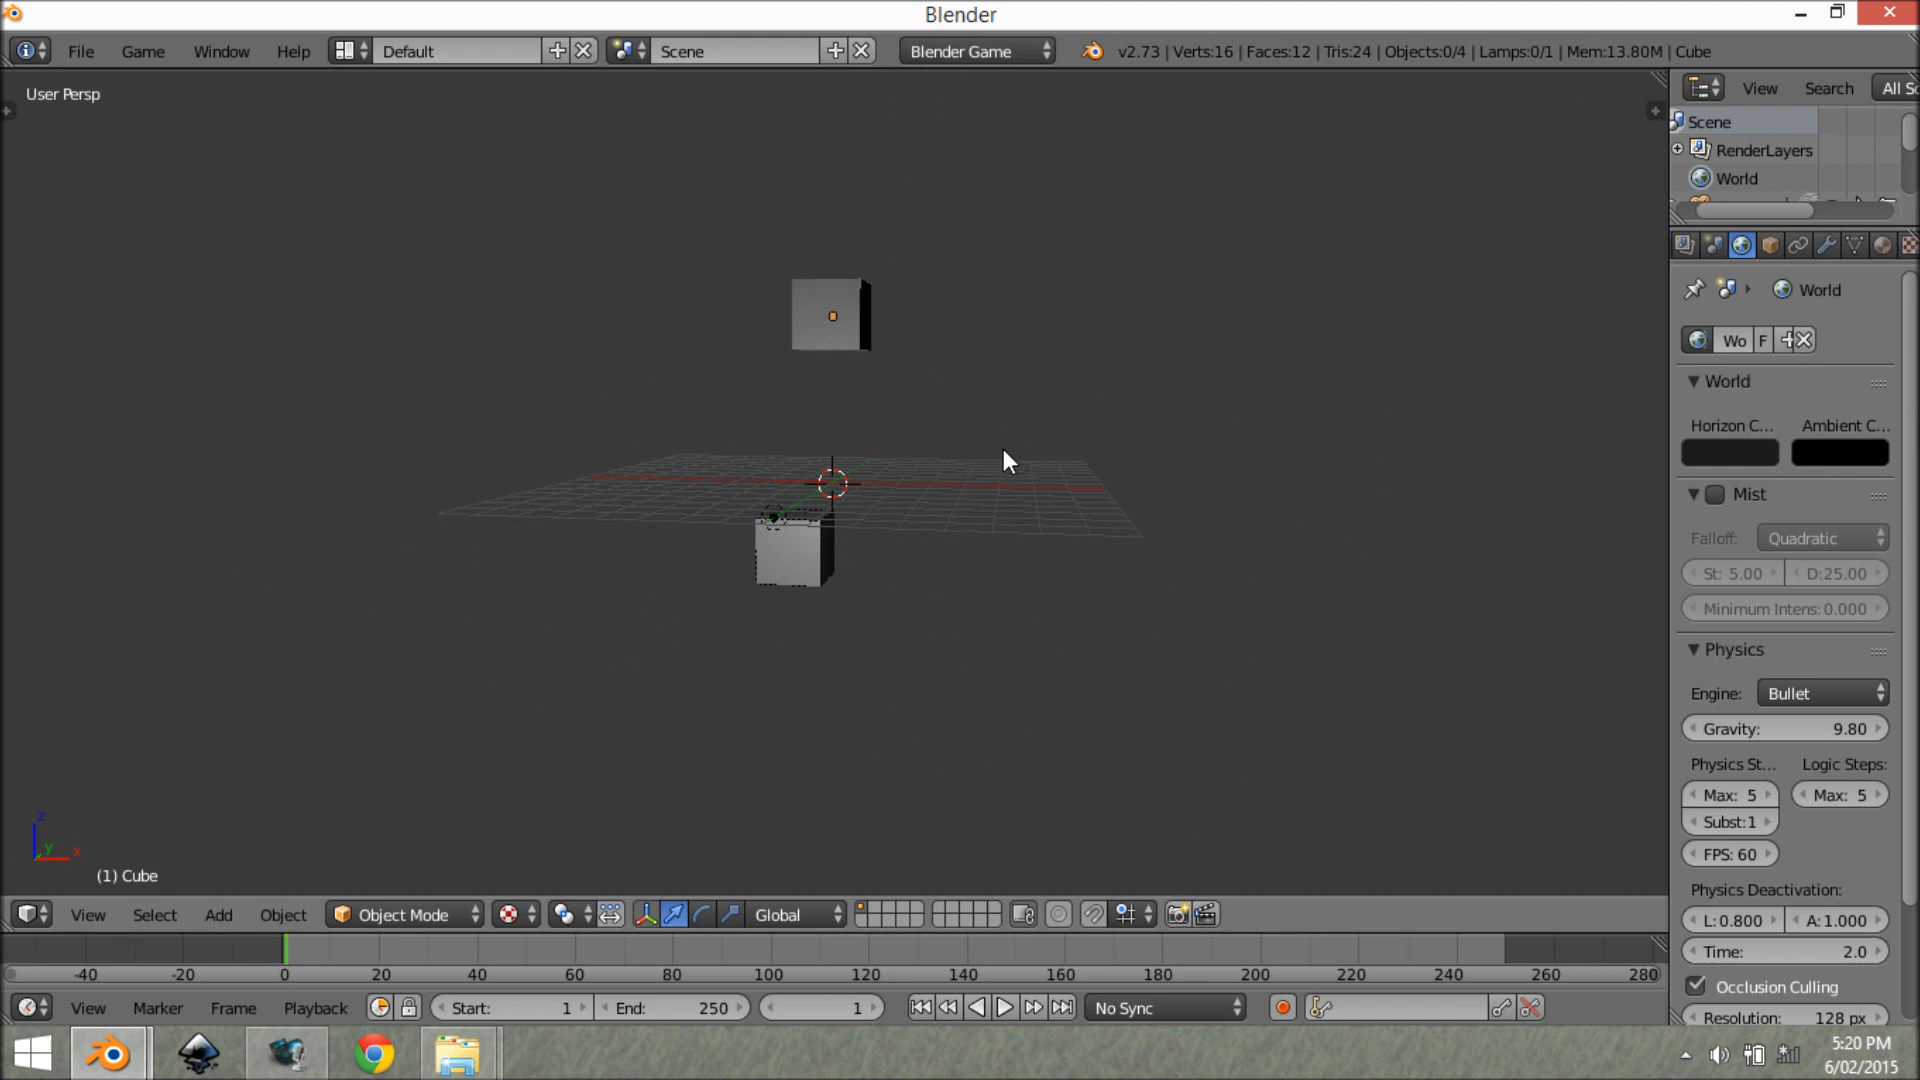 Blender
File Game Window Help Default Scene Blender Game v2.73 | Verts:16 | Faces:12 | Tris:24 | Objects:0/4 | Lamps:0/1 | Mem:13.80M | Cube
User Persp
View Search All Sc
Scene
RenderLayers
World
World
Wo F
World
Horizon C... Ambient C...
Mist
Falloff: Quadratic
St: 5.00 D:25.00
Minimum Intens: 0.000
Physics
Engine: Bullet
Gravity: 9.80
Physics St... Logic Steps:
Max: 5 Max: 5
Subst:1
FPS: 60
Physics Deactivation:
L: 0.800 A: 1.000
Time: 2.0
Occlusion Culling
Resolution: 128 px
z
y x
(1) Cube
View Select Add Object Object Mode Global
-40 -20 0 20 40 60 80 100 120 140 160 180 200 220 240 260 280
View Marker Frame Playback Start: 1 End: 250 1 No Sync
5:20 PM
6/02/2015